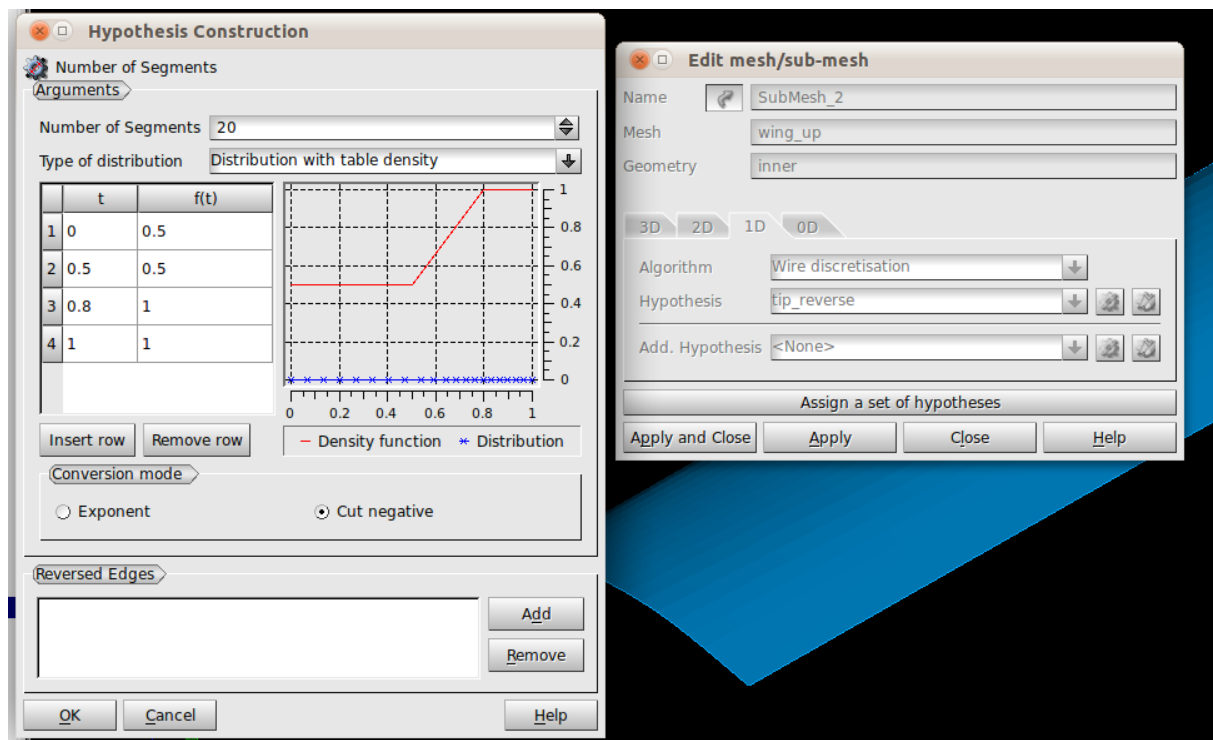 Hypothesis Construction
Number of Segments
Arguments
Number of Segments 20
Type of distribution Distribution with table density
t f(t)
1 0 0.5
2 0.5 0.5
3 0.8 1
4 1 1
1
0.8
0.6
0.4
0.2
0
0 0.2 0.4 0.6 0.8 1
Density function Distribution
Insert row Remove row
Conversion mode
Exponent Cut negative
Reversed Edges
Add
Remove
OK Cancel Help
Edit mesh/sub-mesh
Name SubMesh_2
Mesh wing_up
Geometry inner
3D 2D 1D 0D
Algorithm Wire discretisation
Hypothesis tip_reverse
Add. Hypothesis <None>
Assign a set of hypotheses
Apply and Close Apply Close Help